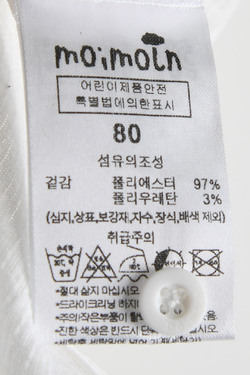 moimoln
어린이제품안전
특별법에의한표시
80
섬유의조성
겉감 폴리에스터 97%
폴리우레탄 3%
(심지,상표,보강재,자수,장식,배색 제외)
취급주의
*절대 삶지 마십시
*드라이크리닝 하지
*주의:작은부품이
*진한 색상은 반드시 단